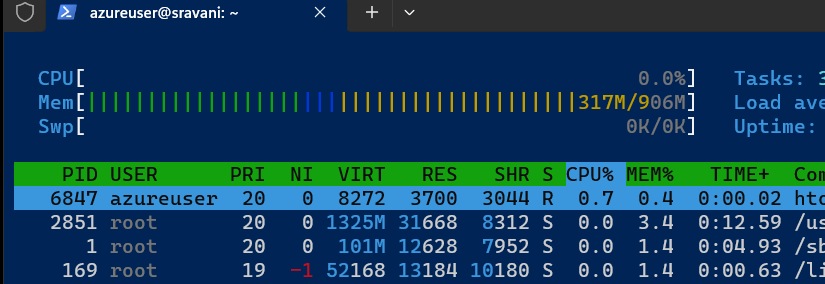 azureuser@sravani: ~
CPU[ 0.0%] Tasks:
Mem[||||||||||||||||||||||||||||||||||||||||||317M/906M] Load ave
Swp[ 0K/0K] Uptime:
PID USER PRI NI VIRT RES SHR S CPU% MEM% TIME+ Com
6847 azureuser 20 0 8272 3700 3044 R 0.7 0.4 0:00.02 htc
2851 root 20 0 1325M 31668 8312 S 0.0 3.4 0:12.59 /us
1 root 20 0 101M 12628 7952 S 0.0 1.4 0:04.93 /sb
169 root 19 -1 52168 13184 10180 S 0.0 1.4 0:00.63 /li